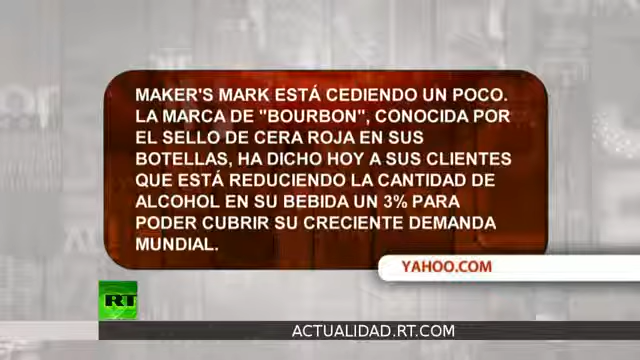 MAKER'S MARK ESTÁ CEDIENDO UN POCO.
LA MARCA DE "BOURBON", CONOCIDA POR
EL SELLO DE CERA ROJA EN SUS
BOTELLAS, HA DICHO HOY A SUS CLIENTES
QUE ESTÁ REDUCIENDO LA CANTIDAD DE
ALCOHOL EN SU BEBIDA UN 3% PARA
PODER CUBRIR SU CRECIENTE DEMANDA
MUNDIAL.
YAHOO.COM
RT
ACTUALIDAD.RT.COM